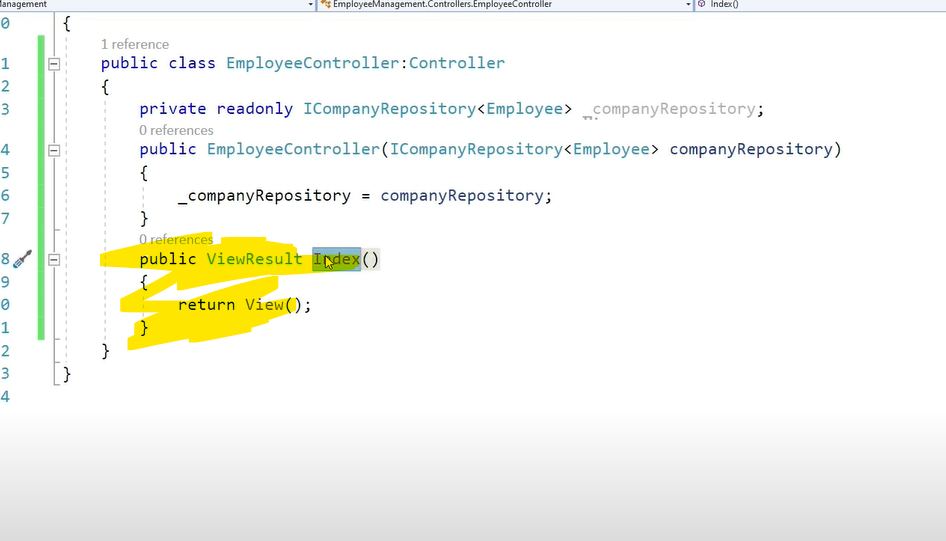 anagement EmployeeManagement.Controllers.EmployeeController Index()
0 {
1 reference
1 public class EmployeeController:Controller
2 {
3 private readonly ICompanyRepository<Employee> _companyRepository;
0 references
4 public EmployeeController(ICompanyRepository<Employee> companyRepository)
5 {
6 _companyRepository = companyRepository;
7 }
0 references
8 public ViewResult Index()
9 {
0 return View();
1 }
2 }
3 }
4